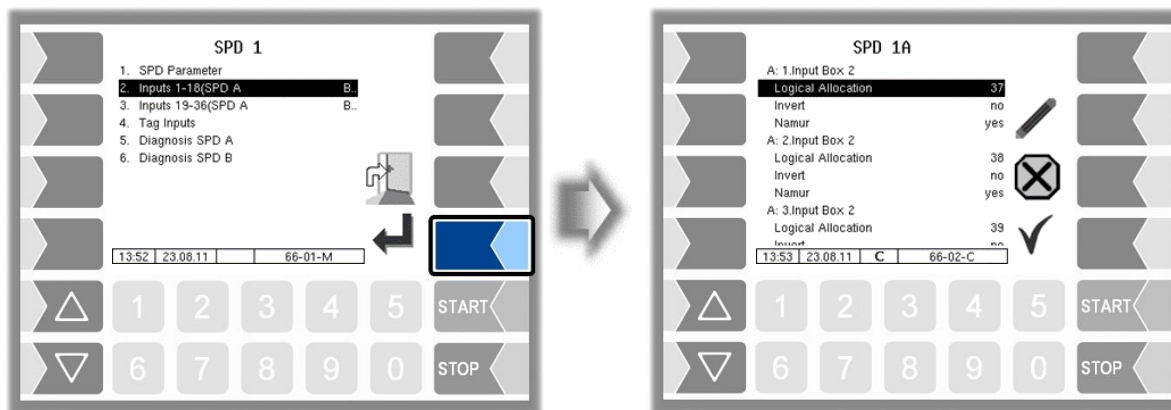 SPD 1
1. SPD Parameter
2. Inputs 1-18(SPD A B..
3. Inputs 19-36(SPD A B..
4. Tag Inputs
5. Diagnosis SPD A
6. Diagnosis SPD B
13:52 23.08.11 66-01-M
1 2 3 4 5 START
6 7 8 9 0 STOP
SPD 1A
A: 1.Input Box 2
Logical Allocation 37
Invert no
Namur yes
A: 2.Input Box 2
Logical Allocation 38
Invert no
Namur yes
A: 3.Input Box 2
Logical Allocation 39
Invert no
13:53 23.08.11 C 66-02-C
1 2 3 4 5 START
6 7 8 9 0 STOP